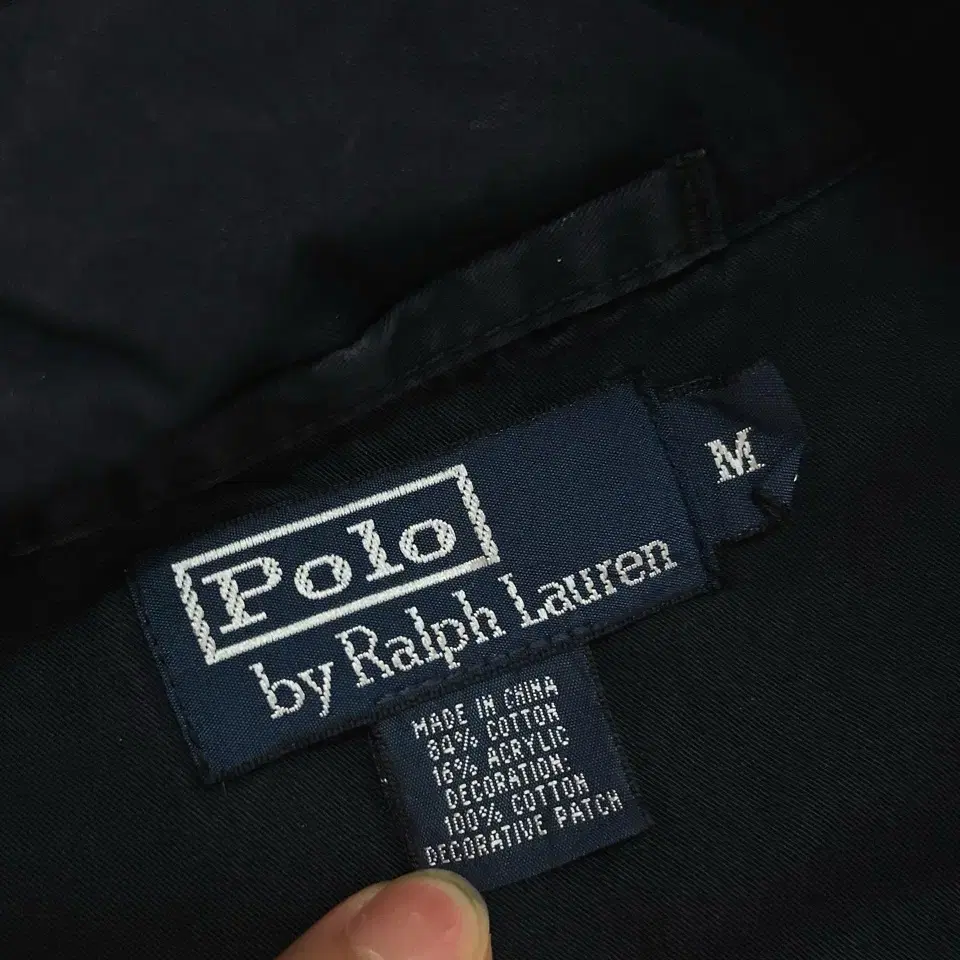 Polo
by Ralph Lauren
M
MADE IN CHINA
84% COTTON
16% ACRYLIC
DECORATION.
100% COTTON
DECORATIVE PATCH